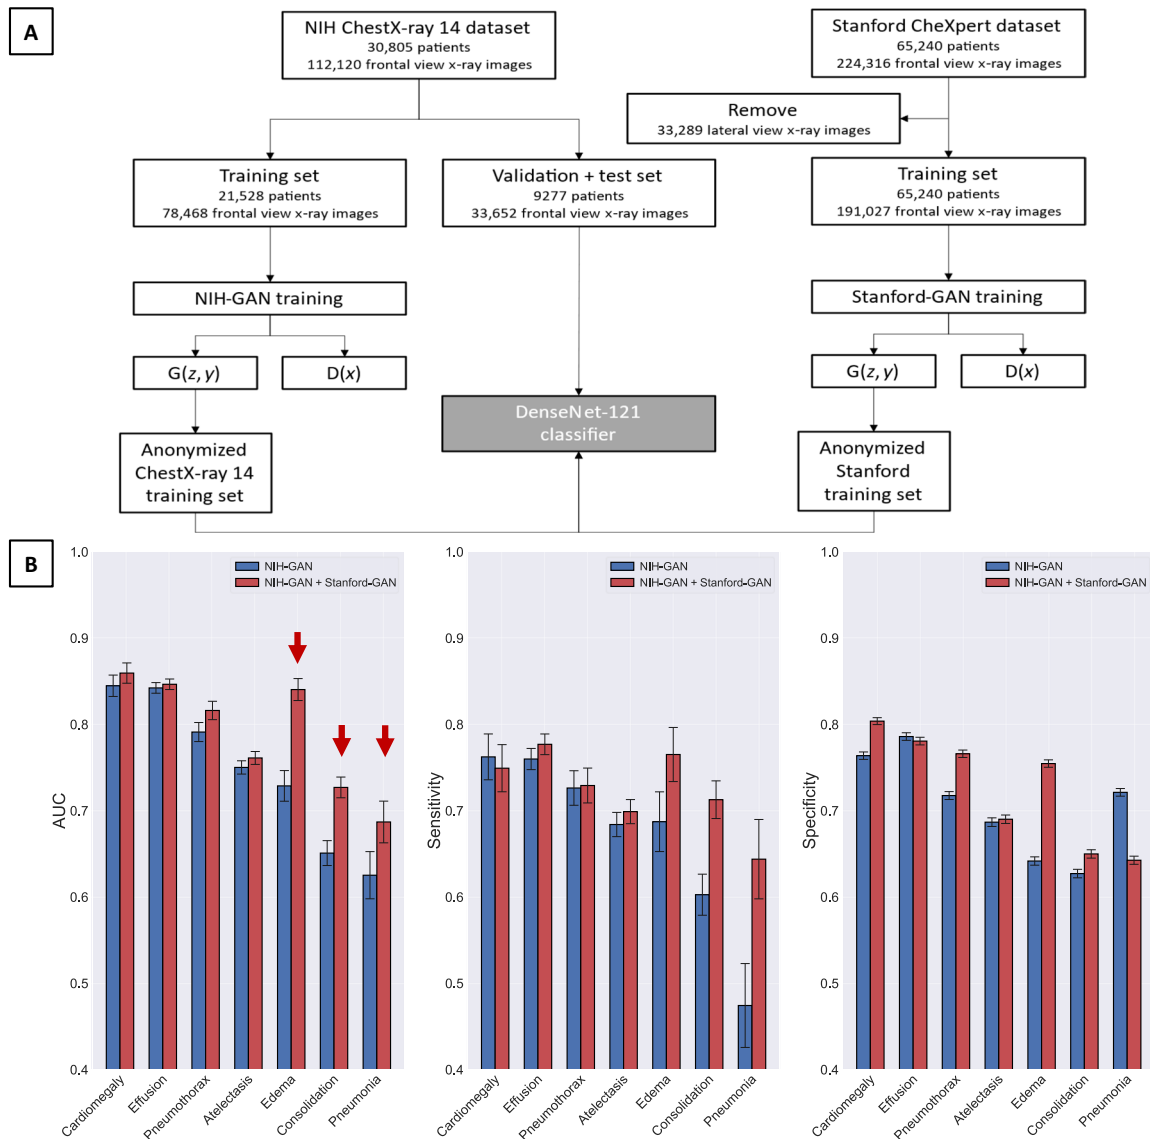 A
NIH ChestX-ray 14 dataset
30,805 patients
112,120 frontal view x-ray images
Stanford CheXpert dataset
65,240 patients
224,316 frontal view x-ray images
Remove
33,289 lateral view x-ray images
Training set
21,528 patients
78,468 frontal view x-ray images
Validation + test set
9277 patients
33,652 frontal view x-ray images
Training set
65,240 patients
191,027 frontal view x-ray images
NIH-GAN training
Stanford-GAN training
G(z, y)
D(x)
G(z, y)
D(x)
DenseNet-121
classifier
Anonymized
ChestX-ray 14
training set
Anonymized
Stanford
training set
B
NIH-GAN
NIH-GAN + Stanford-GAN
AUC
1.0
0.9
0.8
0.7
0.6
0.5
0.4
Cardiomegaly
Effusion
Pneumothorax
Atelectasis
Edema
Consolidation
Pneumonia
NIH-GAN
NIH-GAN + Stanford-GAN
Sensitivity
1.0
0.9
0.8
0.7
0.6
0.5
0.4
Cardiomegaly
Effusion
Pneumothorax
Atelectasis
Edema
Consolidation
Pneumonia
NIH-GAN
NIH-GAN + Stanford-GAN
Specificity
1.0
0.9
0.8
0.7
0.6
0.5
0.4
Cardiomegaly
Effusion
Pneumothorax
Atelectasis
Edema
Consolidation
Pneumonia